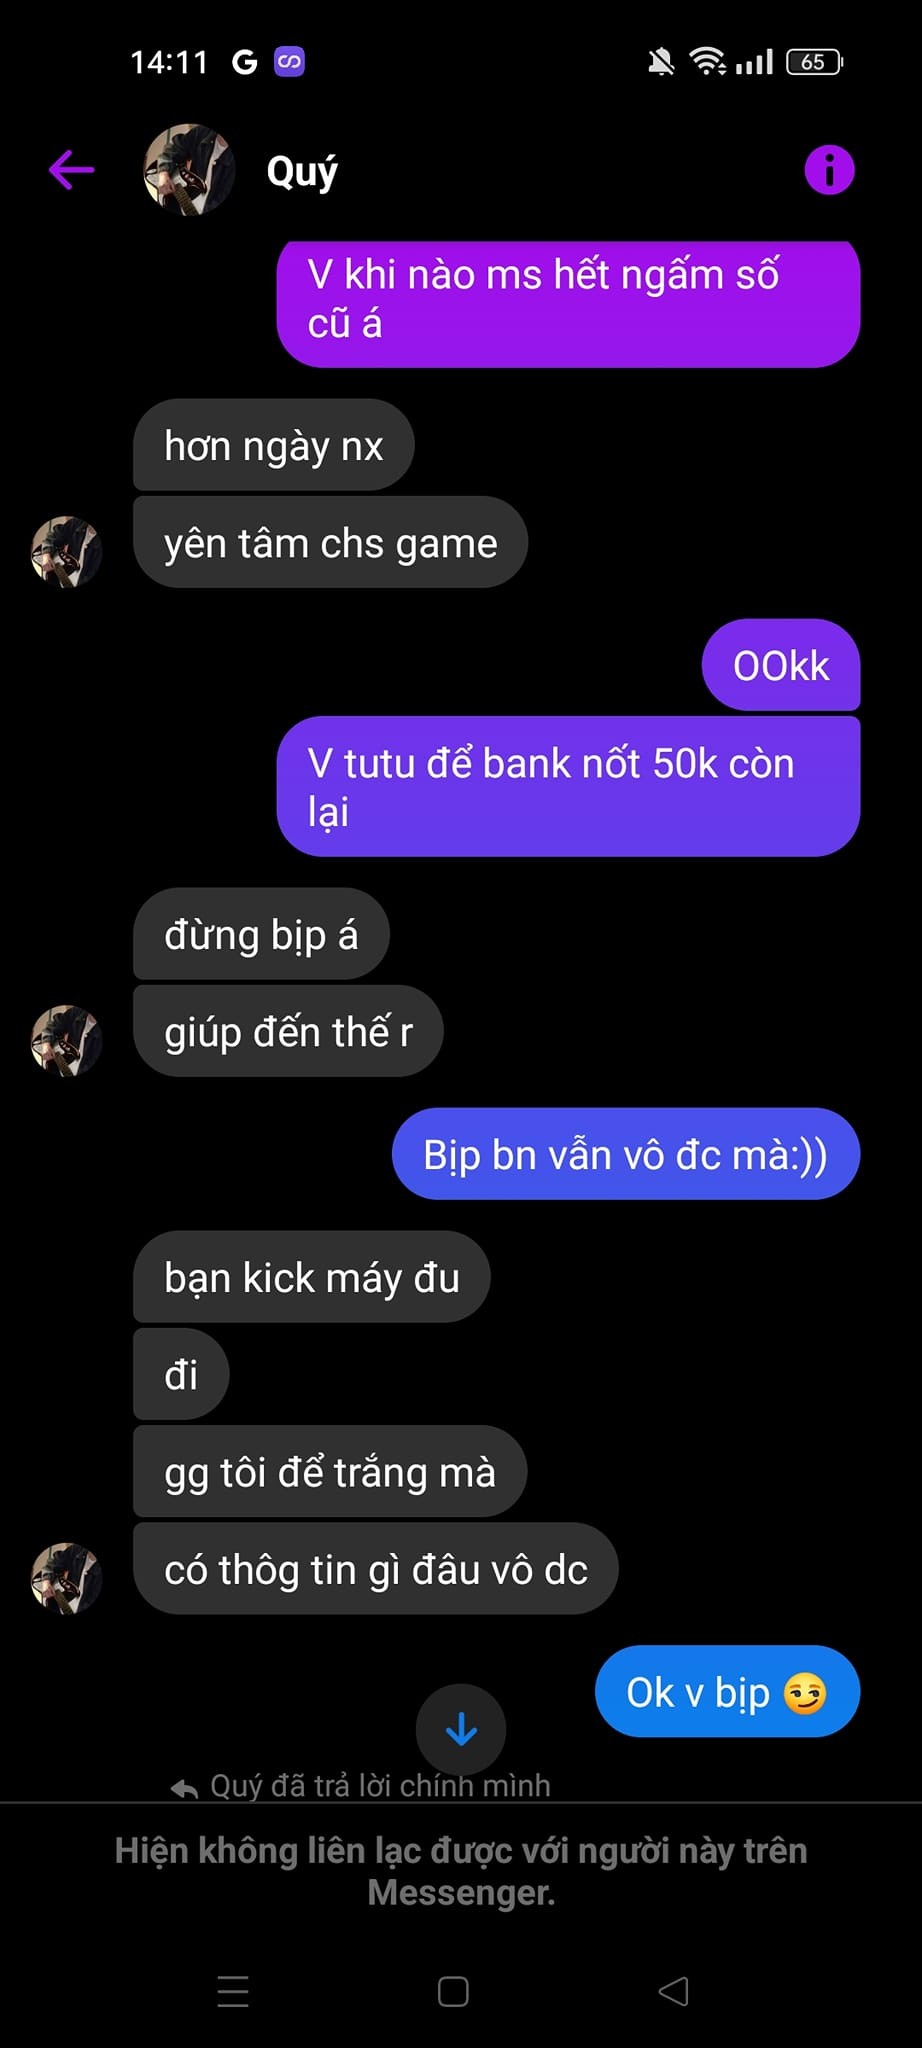 14:11
65
Quý
V khi nào ms hết ngấm số
cũ á
hơn ngày nx
yên tâm chs game
OOkk
V tutu để bank nốt 50k còn
lại
đừng bịp á
giúp đến thế r
Bịp bn vẫn vô đc mà:))
bạn kick máy đu
đi
gg tôi để trắng mà
có thôg tin gì đâu vô dc
Ok v bịp 😏
Quý đã trả lời chính mình
Hiện không liên lạc được với người này trên
Messenger.